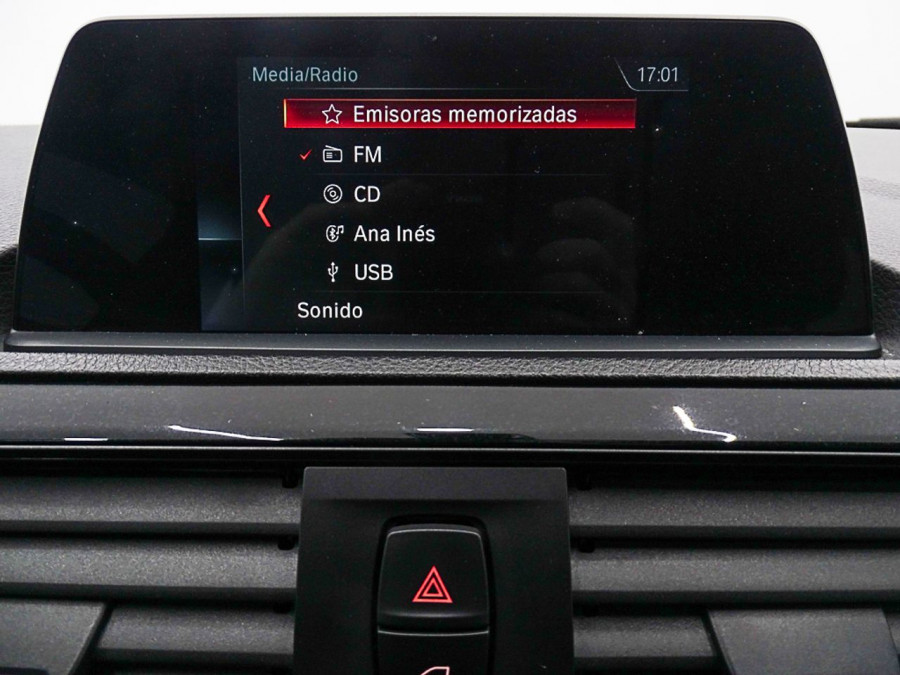 Media/Radio
17:01
Emisoras memorizadas
FM
CD
Ana Inés
USB
Sonido